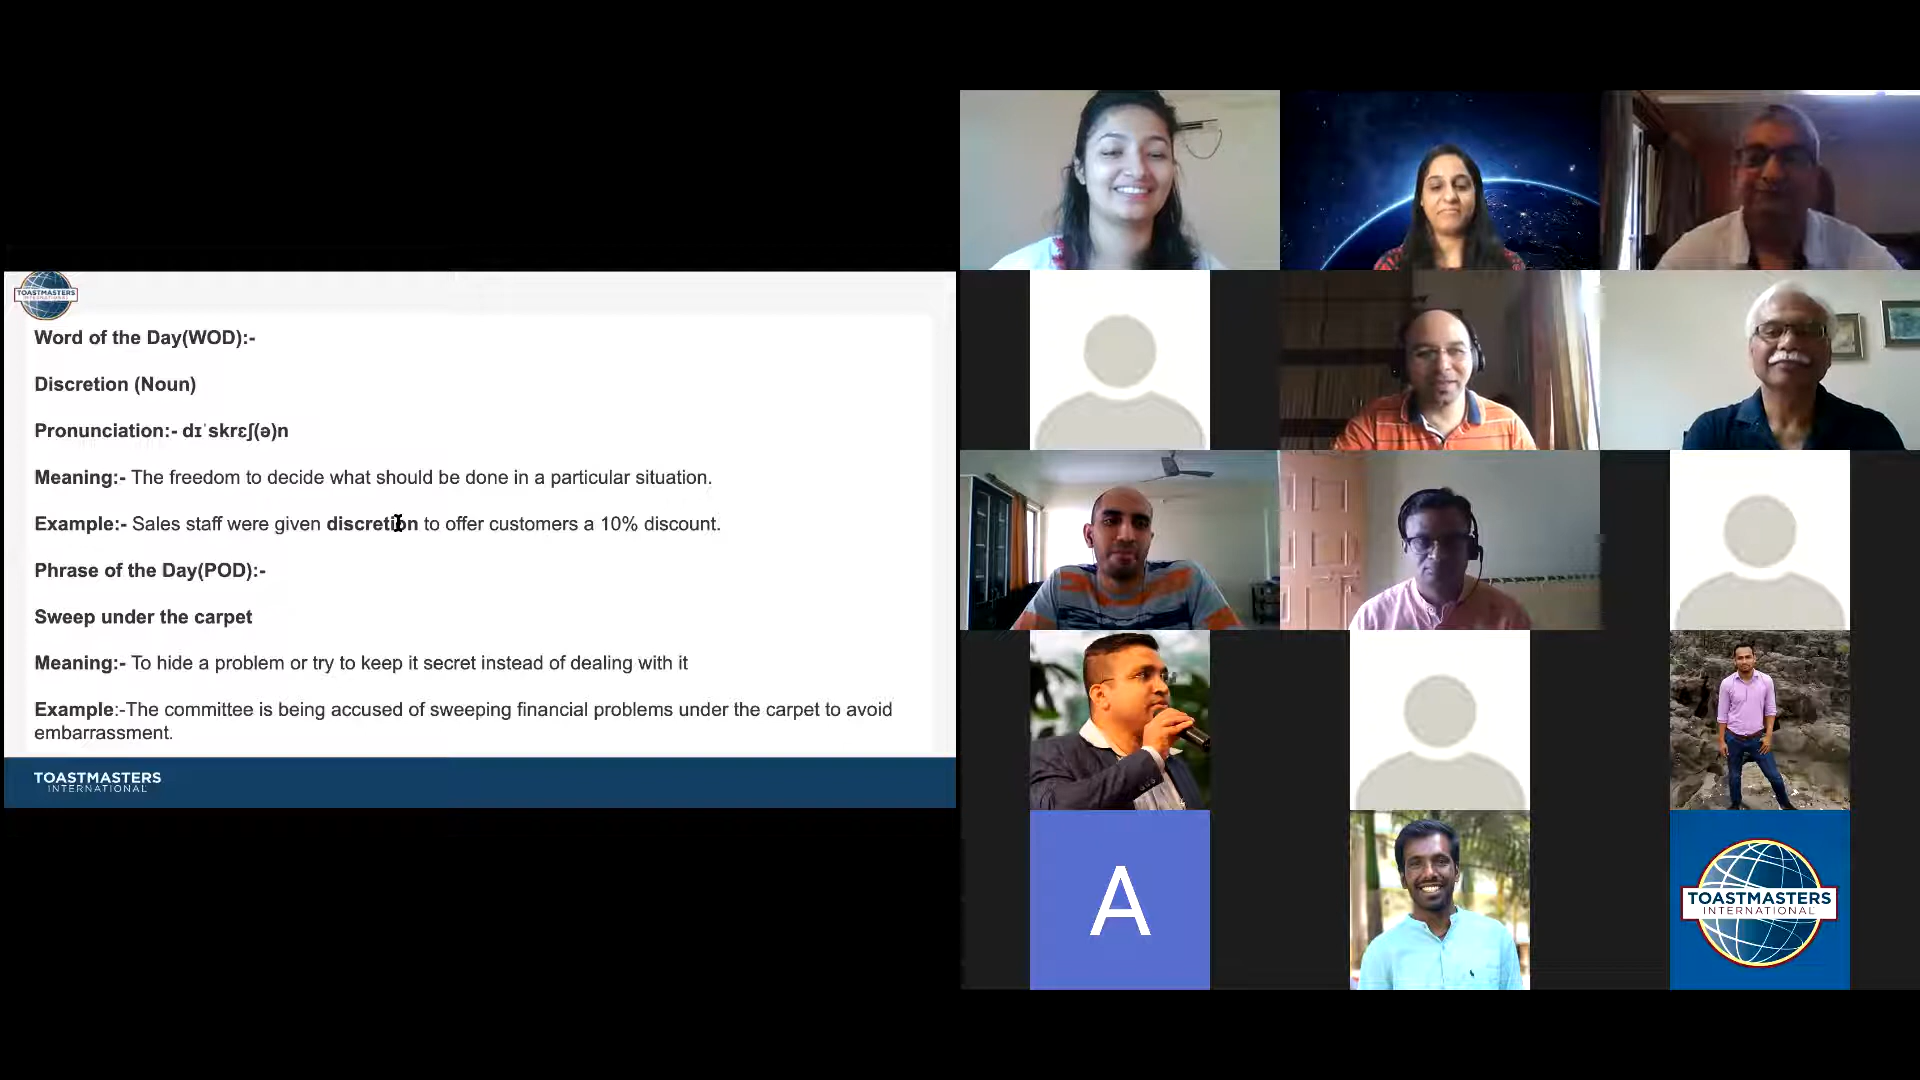 TOASTMASTERS
INTERNATIONAL
Word of the Day(WOD):-
Discretion (Noun)
Pronunciation:- dɪˈskrɛʃ(ə)n
Meaning:- The freedom to decide what should be done in a particular situation.
Example:- Sales staff were given discretion to offer customers a 10% discount.
Phrase of the Day(POD):-
Sweep under the carpet
Meaning:- To hide a problem or try to keep it secret instead of dealing with it
Example:-The committee is being accused of sweeping financial problems under the carpet to avoid
embarrassment.
TOASTMASTERS
INTERNATIONAL
A
TOASTMASTERS
INTERNATIONAL